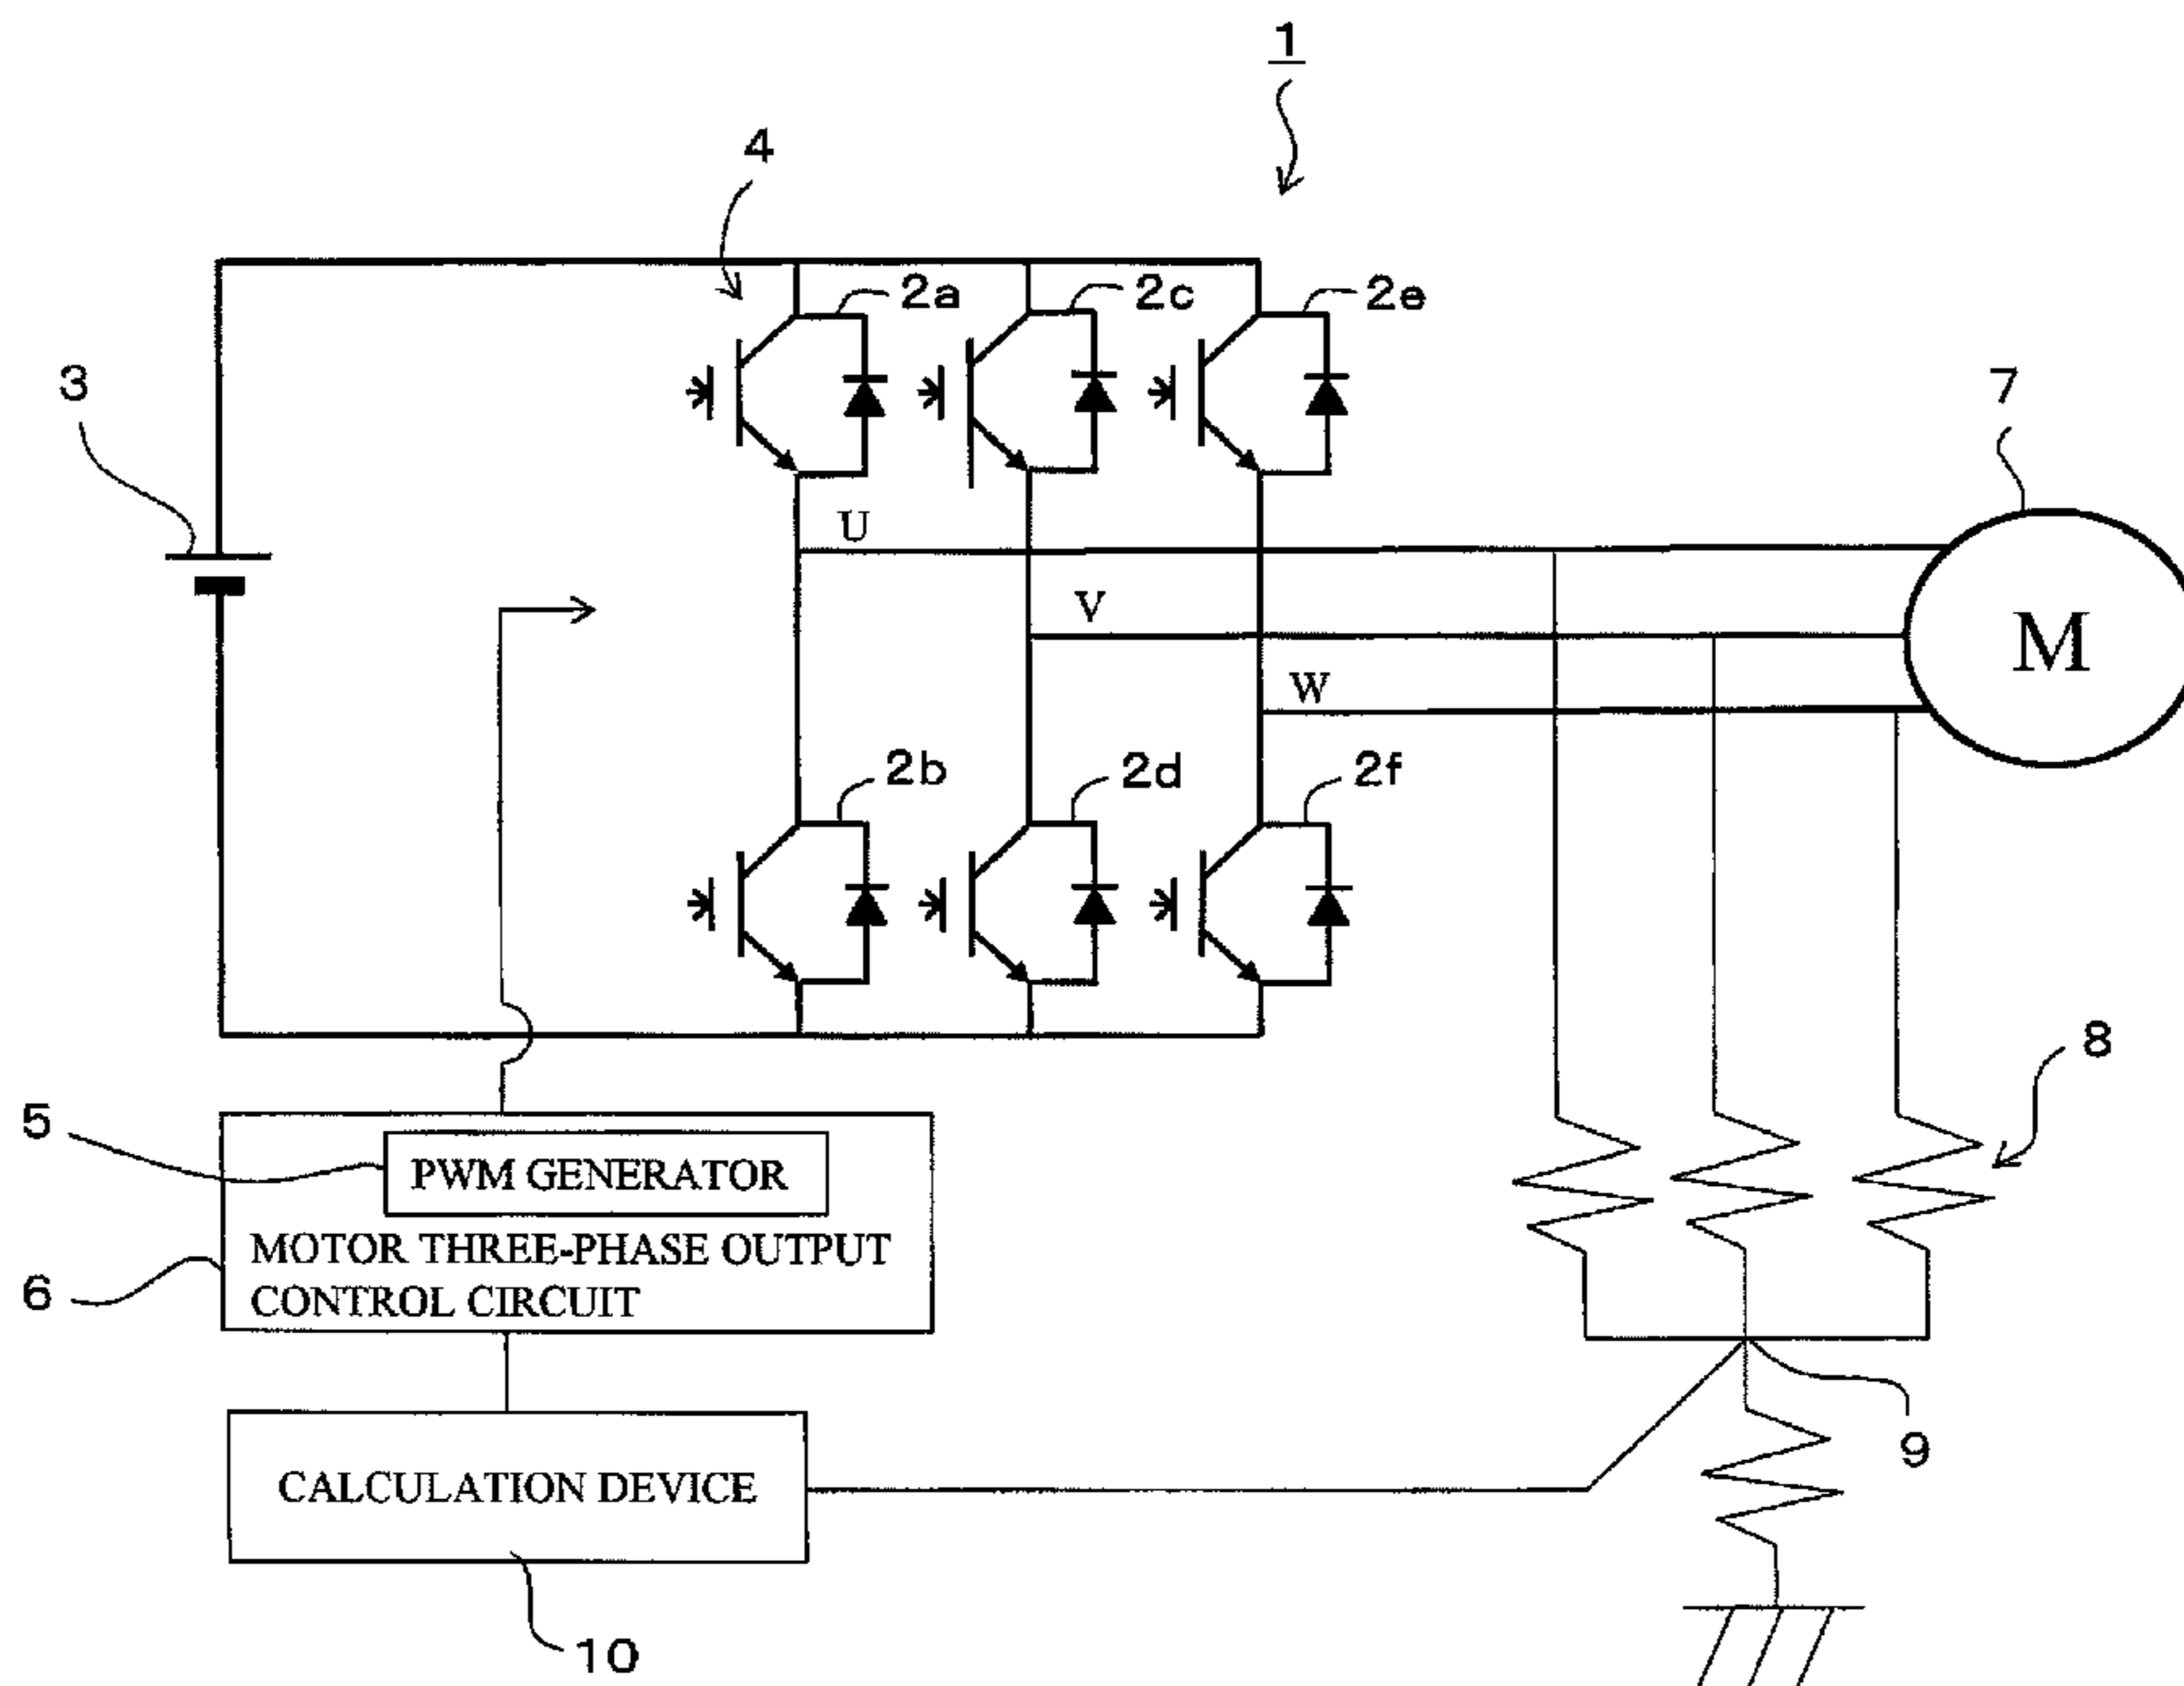 1
4
2a
2c
2e
3
7
U
V
M
W
2b
2d
2f
8
5
PWM GENERATOR
MOTOR THREE-PHASE OUTPUT
CONTROL CIRCUIT
6
9
CALCULATION DEVICE
10